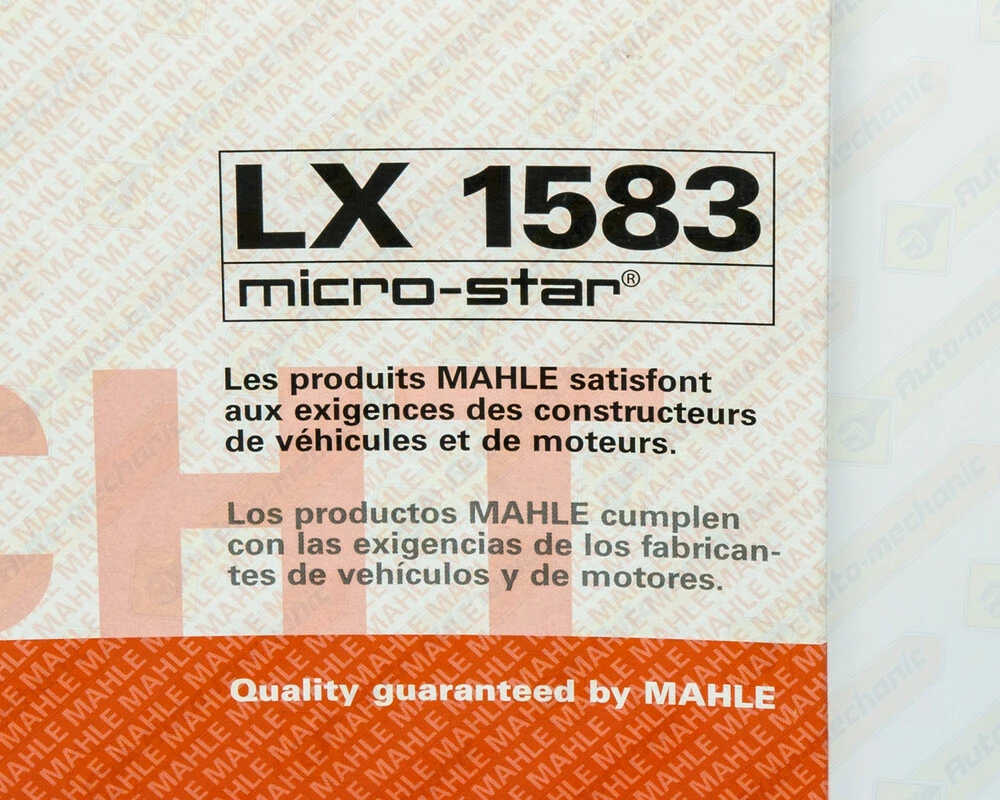 LX 1583
micro-star®
Les produits MAHLE satisfont
aux exigences des constructeurs
de véhicules et de moteurs.
Los productos MAHLE cumplen
con las exigencias de los fabrican-
tes de vehículos y de motores.
CHT
Quality guaranteed by MAHLE